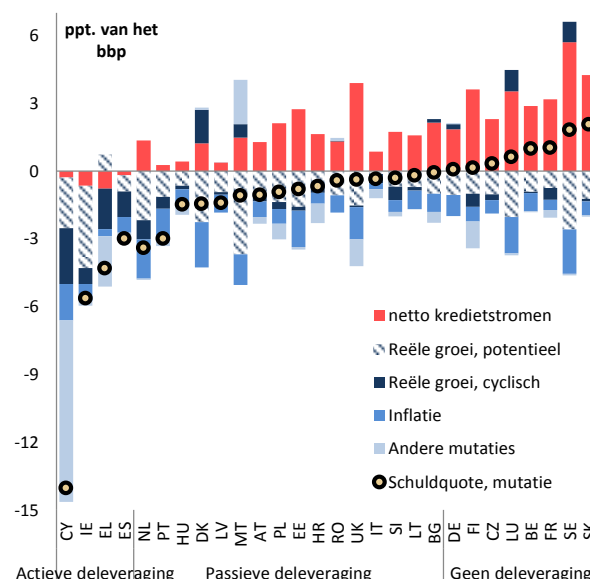 ppt. van het
bbp
6
3
0
-3
-6
-9
-12
-15
netto kredietstromen
Reële groei, potentieel
Reële groei, cyclisch
Inflatie
Andere mutaties
Schuldquote, mutatie
CY IE EL ES NL PT HU DK LV MT AT PL EE HR RO UK IT SI LT BG DE FI CZ LU BE FR SE SK
Actieve deleveraging Passieve deleveraging Geen deleveraging